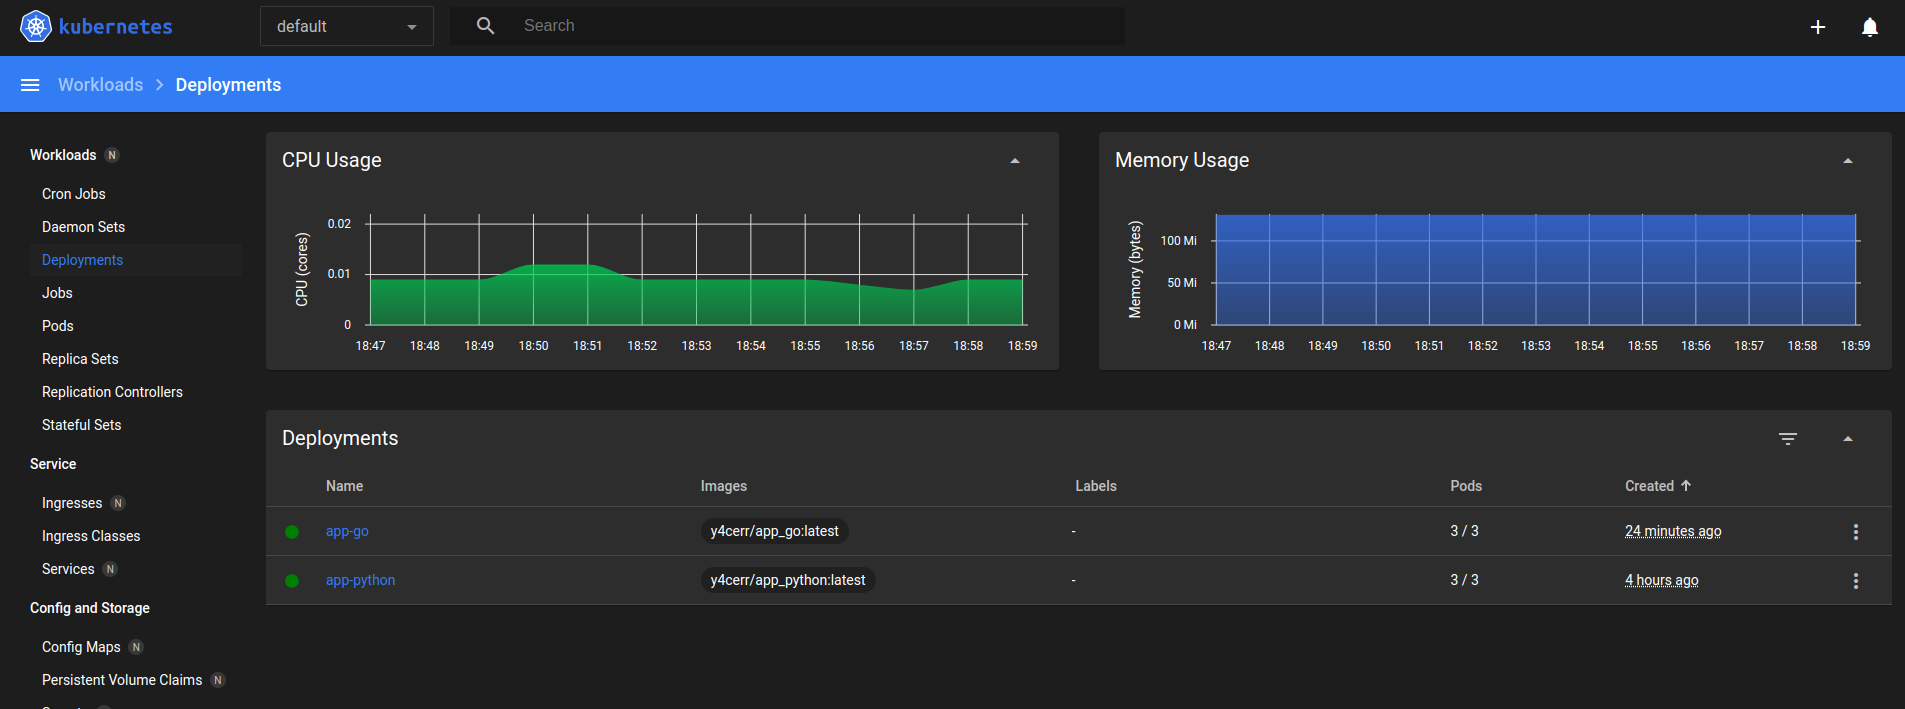 kubernetes
default
Search
Workloads
Deployments
Workloads N
Cron Jobs
Daemon Sets
Deployments
Jobs
Pods
Replica Sets
Replication Controllers
Stateful Sets
Service
Ingresses N
Ingress Classes
Services N
Config and Storage
Config Maps N
Persistent Volume Claims N
CPU Usage
CPU (cores)
0.02
0.01
0
18:47 18:48 18:49 18:50 18:51 18:52 18:53 18:54 18:55 18:56 18:57 18:58 18:59
Memory Usage
Memory (bytes)
100 Mi
50 Mi
0 Mi
18:47 18:48 18:49 18:50 18:51 18:52 18:53 18:54 18:55 18:56 18:57 18:58 18:59
Deployments
Name Images Labels Pods Created
app-go y4cerr/app_go:latest - 3 / 3 24 minutes ago
app-python y4cerr/app_python:latest - 3 / 3 4 hours ago